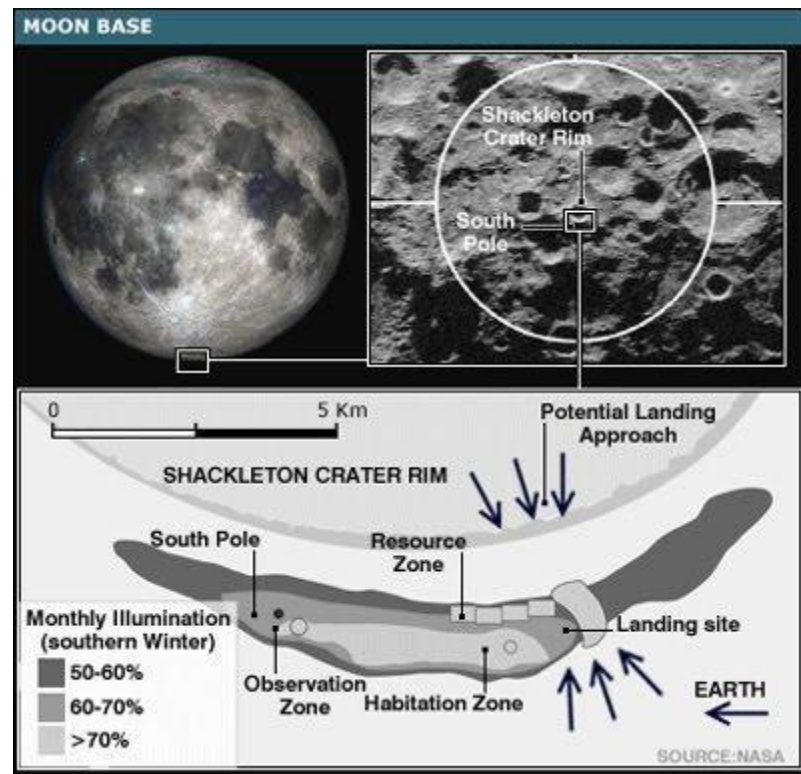 MOON BASE
Shackleton
Crater Rim
South
Pole
0 5 Km
Potential Landing
Approach
SHACKLETON CRATER RIM
South Pole
Resource
Zone
Monthly Illumination
(southern Winter)
50-60%
60-70%
>70%
Landing site
Observation
Zone
Habitation Zone
EARTH
SOURCE:NASA